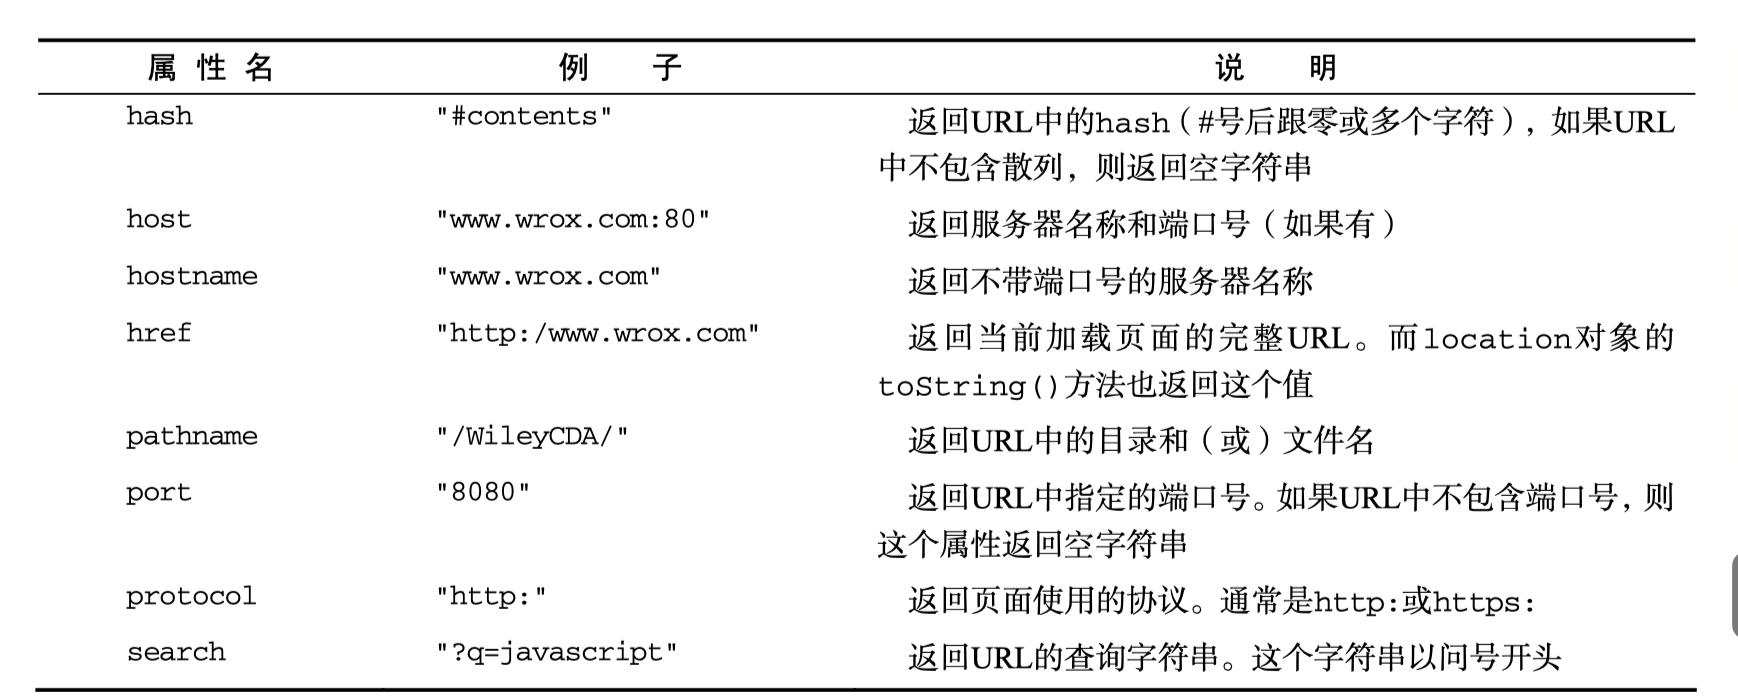 属 性 名 例 子 说 明
hash "#contents" 返回URL中的hash（#号后跟零或多个字符），如果URL
中不包含散列，则返回空字符串
host "www.wrox.com:80" 返回服务器名称和端口号（如果有）
hostname "www.wrox.com" 返回不带端口号的服务器名称
href "http:/www.wrox.com" 返回当前加载页面的完整URL。而location对象的
toString()方法也返回这个值
pathname "/WileyCDA/" 返回URL中的目录和（或）文件名
port "8080" 返回URL中指定的端口号。如果URL中不包含端口号，则
这个属性返回空字符串
protocol "http:" 返回页面使用的协议。通常是http:或https:
search "?q=javascript" 返回URL的查询字符串。这个字符串以问号开头